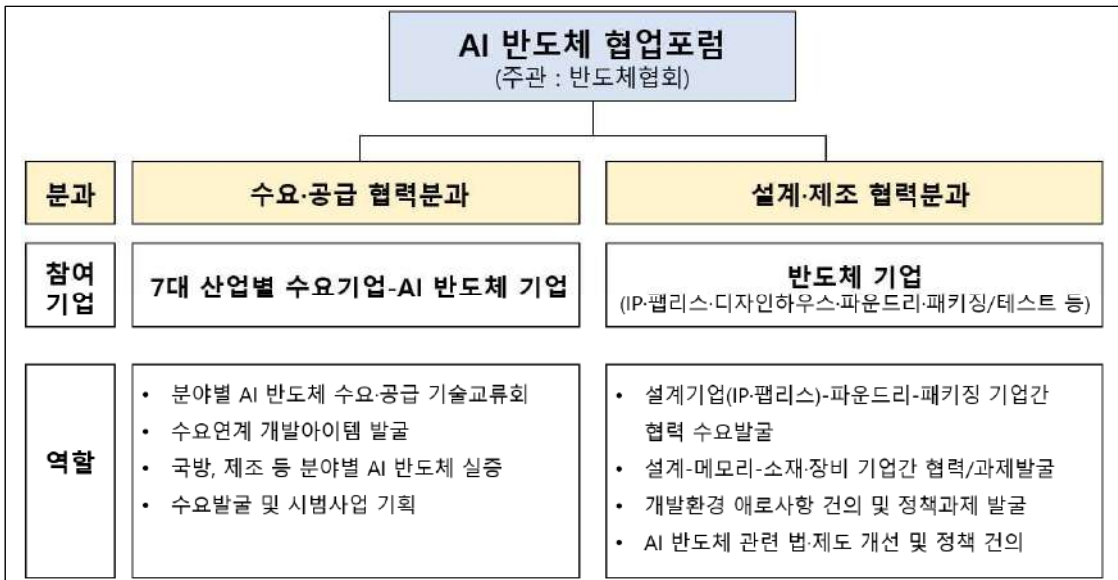 AI 반도체 협업포럼
(주관 : 반도체협회)
분과
수요·공급 협력분과
설계·제조 협력분과
참여
기업
7대 산업별 수요기업-AI 반도체 기업
반도체 기업
(IP·팹리스·디자인하우스·파운드리·패키징/테스트 등)
역할
• 분야별 AI 반도체 수요·공급 기술교류회
• 수요연계 개발아이템 발굴
• 국방, 제조 등 분야별 AI 반도체 실증
• 수요발굴 및 시범사업 기획
• 설계기업(IP·팹리스)-파운드리-패키징 기업간
협력 수요발굴
• 설계-메모리-소재·장비 기업간 협력/과제발굴
• 개발환경 애로사항 건의 및 정책과제 발굴
• AI 반도체 관련 법·제도 개선 및 정책 건의